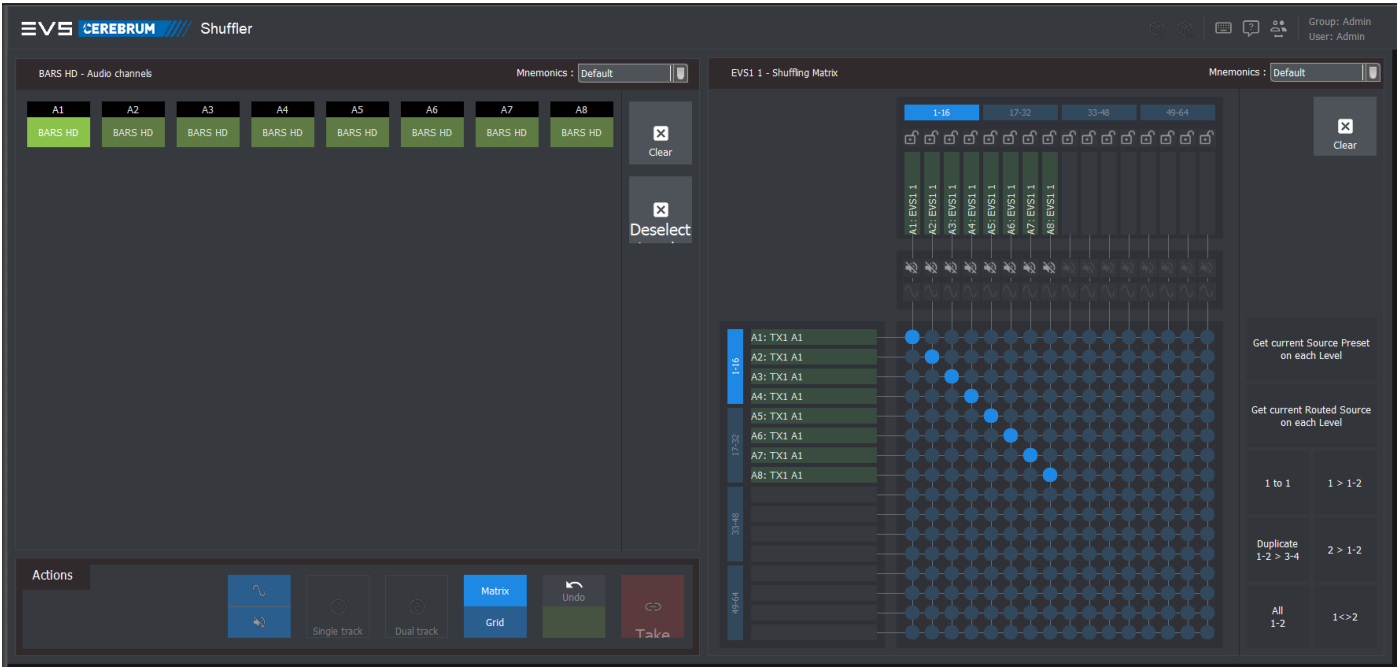 EVS CEREBRUM Shuffler
Group: Admin
User: Admin
BARS HD - Audio channels
Mnemonics : Default
A1 A2 A3 A4 A5 A6 A7 A8
BARS HD BARS HD BARS HD BARS HD BARS HD BARS HD BARS HD BARS HD
Clear
Deselect
Actions
Single track
Dual track
Matrix
Grid
Undo
Take
EVS1 1 - Shuffling Matrix
Mnemonics : Default
1-16 17-32 33-48 49-64
Clear
A1: EVS1 1
A2: EVS1 1
A3: EVS1 1
A4: EVS1 1
A5: EVS1 1
A6: EVS1 1
A7: EVS1 1
A8: EVS1 1
1-16
17-32
33-48
49-64
A1: TX1 A1
A2: TX1 A1
A3: TX1 A1
A4: TX1 A1
A5: TX1 A1
A6: TX1 A1
A7: TX1 A1
A8: TX1 A1
Get current Source Preset
on each Level
Get current Routed Source
on each Level
1 to 1
1 > 1-2
Duplicate
1-2 > 3-4
2 > 1-2
All
1-2
1<>2